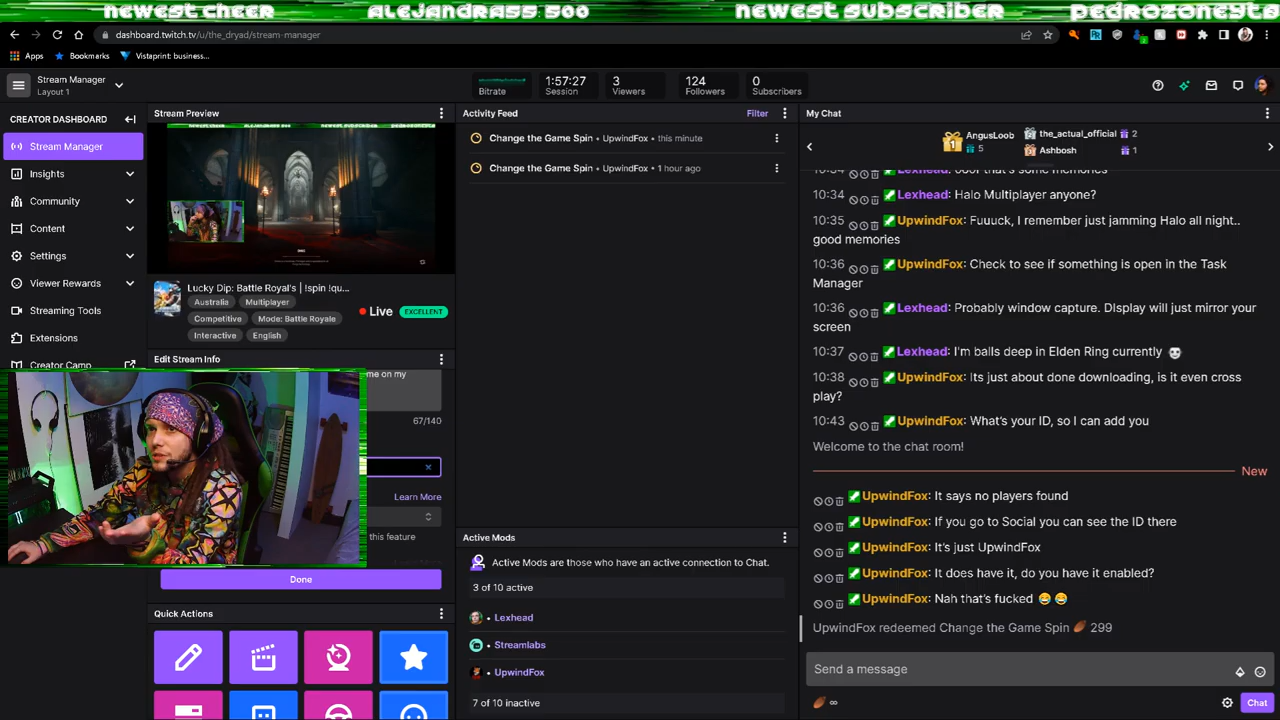 NEWEST CHEER
ALEJANDRASS 500
NEWEST SUBSCRIBER
PEDROZONEYTA
dashboard.twitch.tv/u/the_dryad/stream-manager
Apps
Bookmarks
Vistaprint: business...
Stream Manager
Layout 1
Bitrate
1:57:27
Session
3
Viewers
124
Followers
0
Subscribers
CREATOR DASHBOARD
Stream Manager
Insights
Community
Content
Settings
Viewer Rewards
Streaming Tools
Extensions
Creator Camp
Stream Preview
Lucky Dip: Battle Royal's | !spin !qu...
Australia
Multiplayer
Competitive
Mode: Battle Royale
Interactive
English
Live
EXCELLENT
Edit Stream Info
me on my
67/140
Learn More
this feature
Done
Quick Actions
Activity Feed
Filter
Change the Game Spin • UpwindFox • this minute
Change the Game Spin • UpwindFox • 1 hour ago
Active Mods
Active Mods are those who have an active connection to Chat.
3 of 10 active
Lexhead
Streamlabs
UpwindFox
7 of 10 inactive
My Chat
1
AngusLoob
5
the_actual_official
2
Ashbosh
1
10:34 Lexhead: Halo Multiplayer anyone?
10:35 UpwindFox: Fuuuck, I remember just jamming Halo all night..
good memories
10:36 UpwindFox: Check to see if something is open in the Task
Manager
10:36 Lexhead: Probably window capture. DIsplay will just mirror your
screen
10:37 Lexhead: I'm balls deep in Elden Ring currently
10:38 UpwindFox: Its just about done downloading, is it even cross
play?
10:43 UpwindFox: What's your ID, so I can add you
Welcome to the chat room!
New
UpwindFox: It says no players found
UpwindFox: If you go to Social you can see the ID there
UpwindFox: It's just UpwindFox
UpwindFox: It does have it, do you have it enabled?
UpwindFox: Nah that's fucked 😂 😂
UpwindFox redeemed Change the Game Spin 299
Send a message
∞
Chat